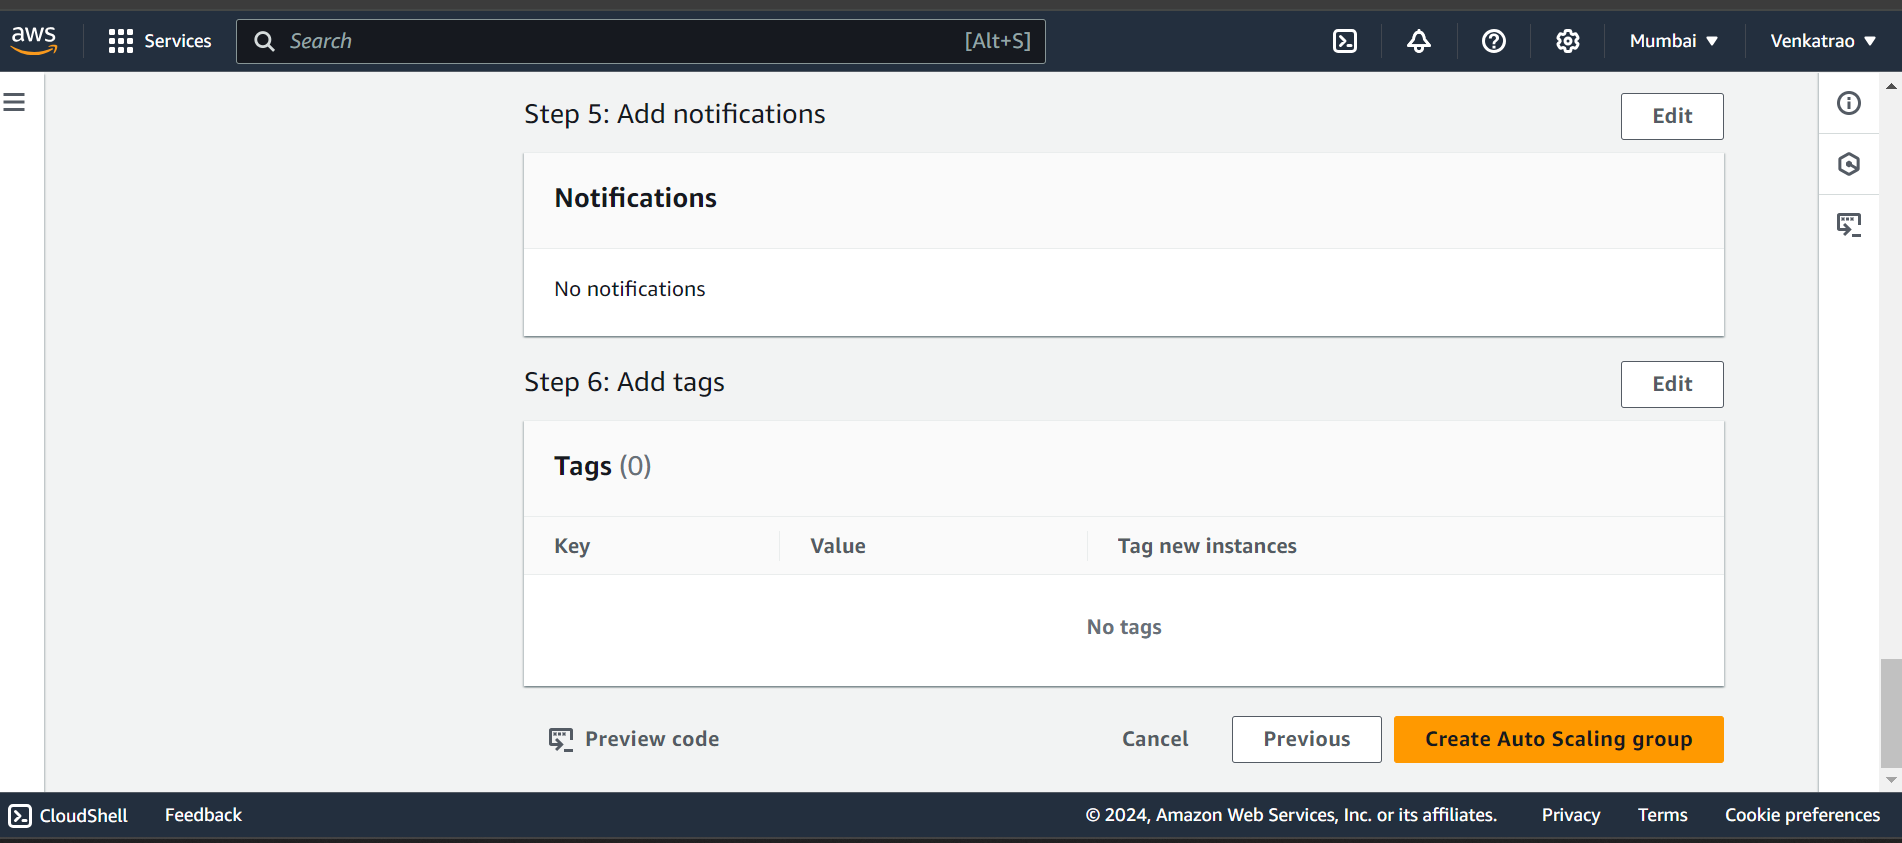 aws Services Search [Alt+S] Mumbai Venkatrao
Step 5: Add notifications Edit
Notifications
No notifications
Step 6: Add tags Edit
Tags (0)
Key Value Tag new instances
No tags
Preview code Cancel Previous Create Auto Scaling group
CloudShell Feedback © 2024, Amazon Web Services, Inc. or its affiliates. Privacy Terms Cookie preferences